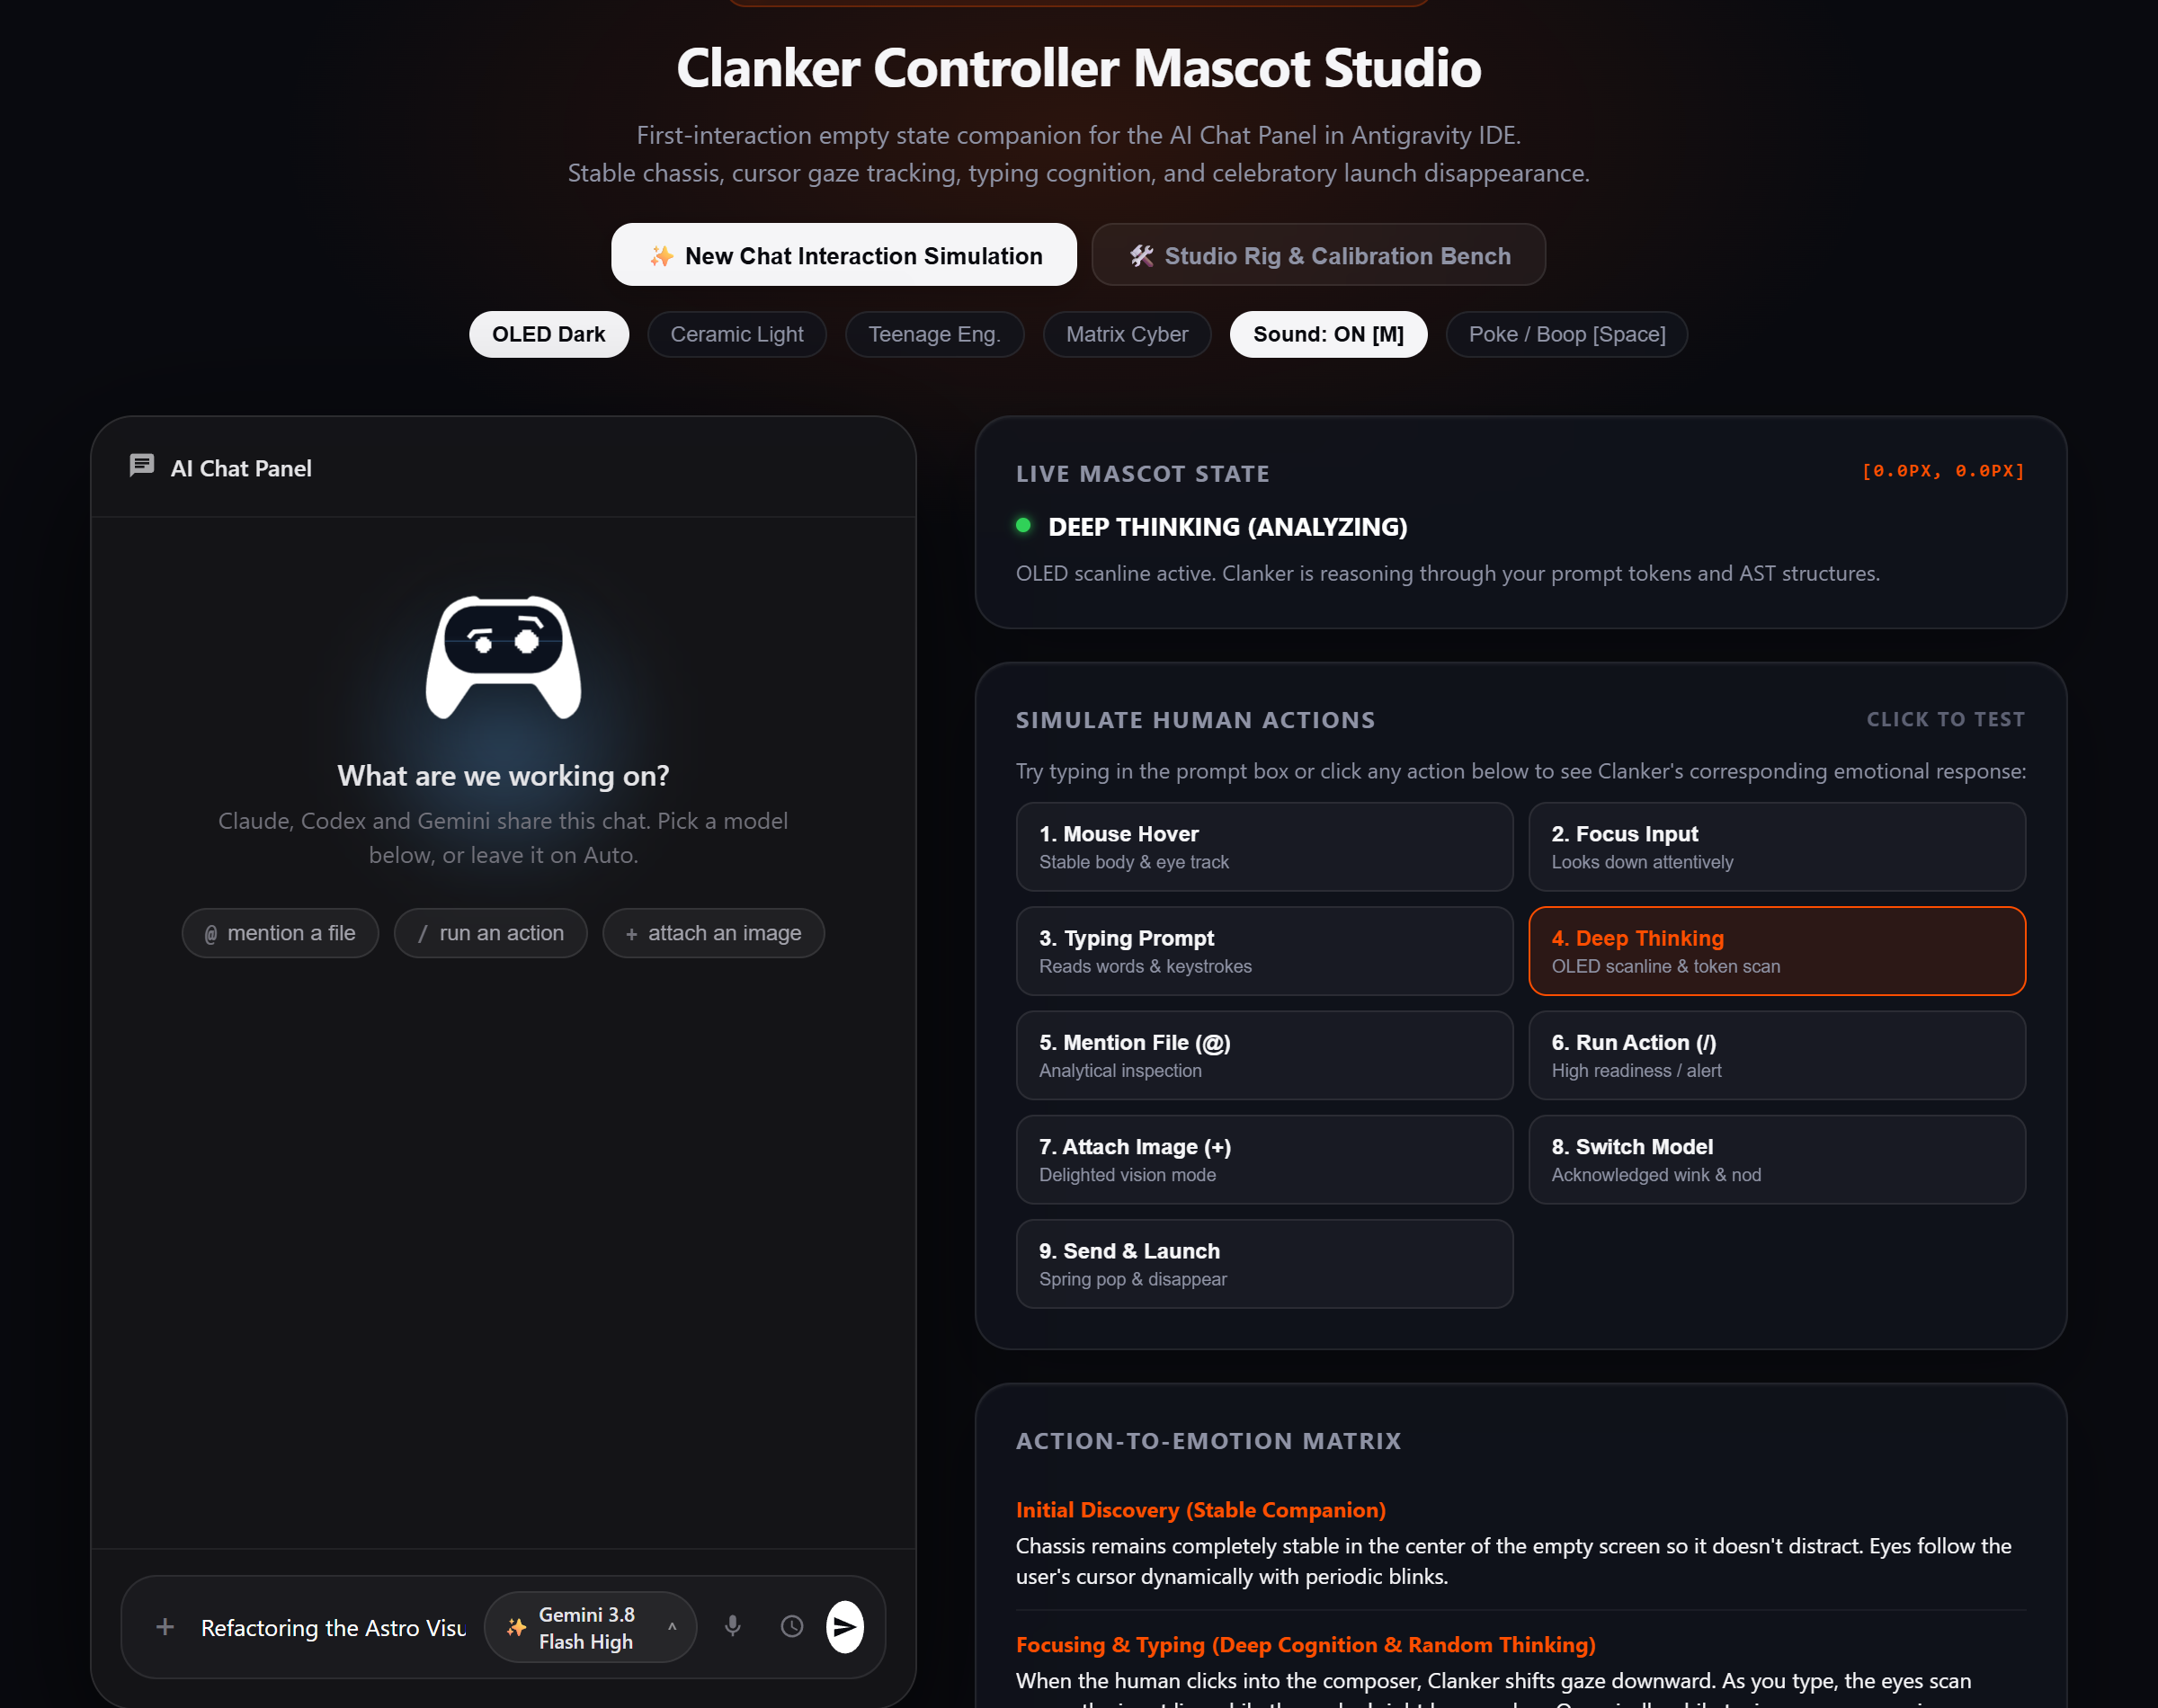 Clanker Controller Mascot Studio
First-interaction empty state companion for the AI Chat Panel in Antigravity IDE.
Stable chassis, cursor gaze tracking, typing cognition, and celebratory launch disappearance.
✨ New Chat Interaction Simulation
🛠 Studio Rig & Calibration Bench
OLED Dark
Ceramic Light
Teenage Eng.
Matrix Cyber
Sound: ON [M]
Poke / Boop [Space]
AI Chat Panel
What are we working on?
Claude, Codex and Gemini share this chat. Pick a model
below, or leave it on Auto.
@ mention a file
/ run an action
+ attach an image
Refactoring the Astro Visu
✨ Gemini 3.8
Flash High
^
LIVE MASCOT STATE
[0.0PX, 0.0PX]
DEEP THINKING (ANALYZING)
OLED scanline active. Clanker is reasoning through your prompt tokens and AST structures.
SIMULATE HUMAN ACTIONS
CLICK TO TEST
Try typing in the prompt box or click any action below to see Clanker's corresponding emotional response:
1. Mouse Hover
Stable body & eye track
2. Focus Input
Looks down attentively
3. Typing Prompt
Reads words & keystrokes
4. Deep Thinking
OLED scanline & token scan
5. Mention File (@)
Analytical inspection
6. Run Action (/)
High readiness / alert
7. Attach Image (+)
Delighted vision mode
8. Switch Model
Acknowledged wink & nod
9. Send & Launch
Spring pop & disappear
ACTION-TO-EMOTION MATRIX
Initial Discovery (Stable Companion)
Chassis remains completely stable in the center of the empty screen so it doesn't distract. Eyes follow the
user's cursor dynamically with periodic blinks.
Focusing & Typing (Deep Cognition & Random Thinking)
When the human clicks into the composer, Clanker shifts gaze downward. As you type, the eyes scan